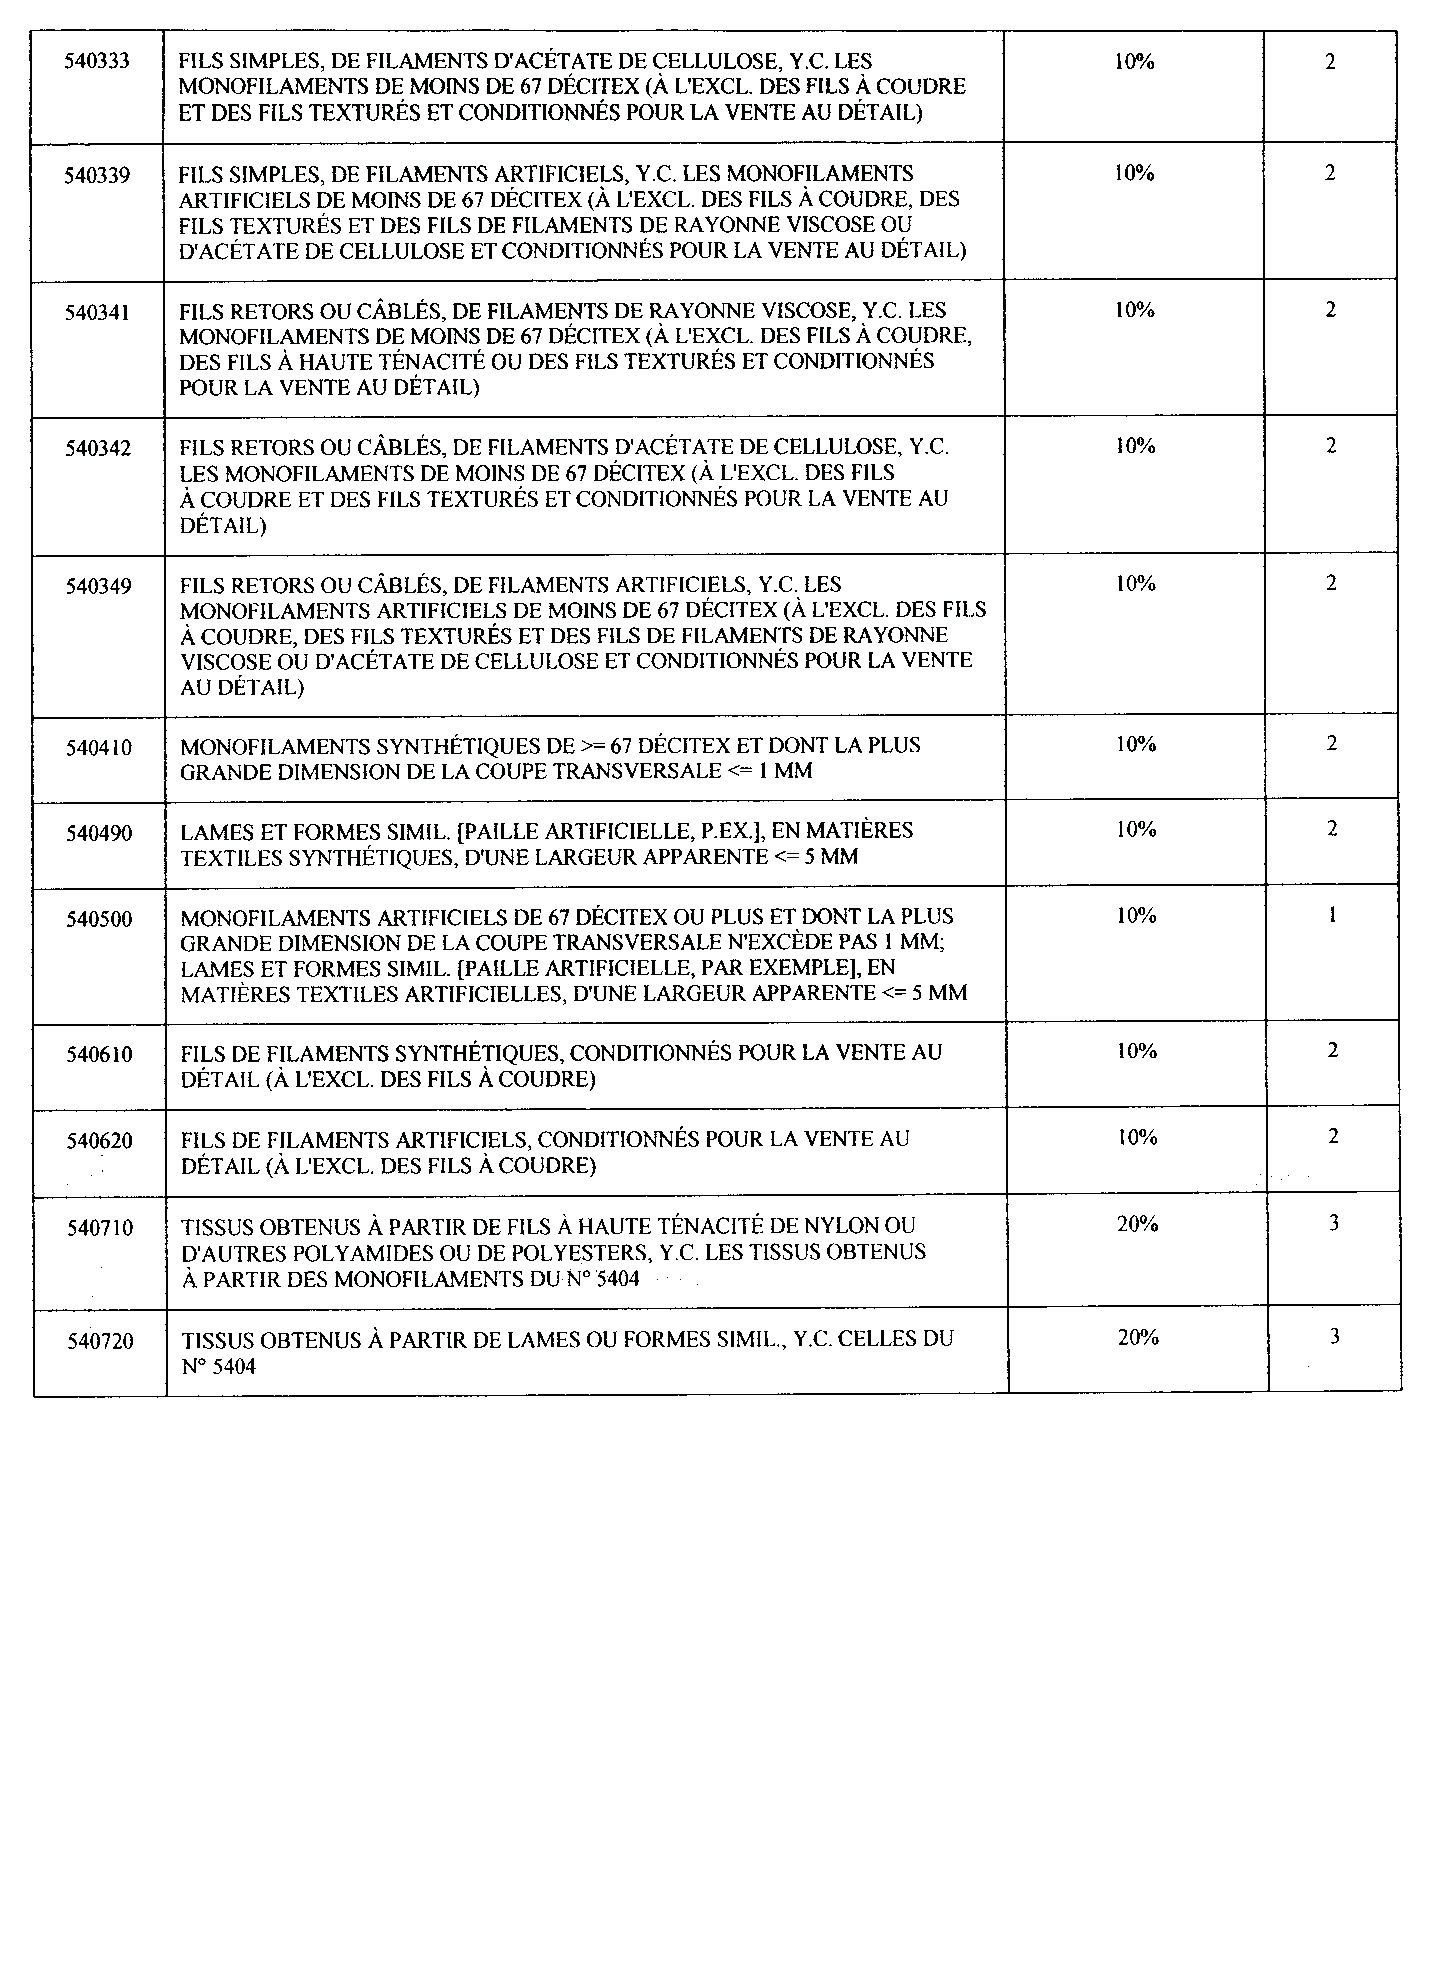 540333 FILS SIMPLES, DE FILAMENTS D'ACÉTATE DE CELLULOSE, Y.C. LES 10% 2
MONOFILAMENTS DE MOINS DE 67 DÉCITEX (À L'EXCL. DES FILS À COUDRE
ET DES FILS TEXTURÉS ET CONDITIONNÉS POUR LA VENTE AU DÉTAIL)
540339 FILS SIMPLES, DE FILAMENTS ARTIFICIELS, Y.C. LES MONOFILAMENTS 10% 2
ARTIFICIELS DE MOINS DE 67 DÉCITEX (À L'EXCL. DES FILS À COUDRE, DES
FILS TEXTURÉS ET DES FILS DE FILAMENTS DE RAYONNE VISCOSE OU
D'ACÉTATE DE CELLULOSE ET CONDITIONNÉS POUR LA VENTE AU DÉTAIL)
540341 FILS RETORS OU CÂBLÉS, DE FILAMENTS DE RAYONNE VISCOSE, Y.C. LES 10% 2
MONOFILAMENTS DE MOINS DE 67 DÉCITEX (À L'EXCL. DES FILS À COUDRE,
DES FILS À HAUTE TÉNACITÉ OU DES FILS TEXTURÉS ET CONDITIONNÉS
POUR LA VENTE AU DÉTAIL)
540342 FILS RETORS OU CÂBLÉS, DE FILAMENTS D'ACÉTATE DE CELLULOSE, Y.C. 10% 2
LES MONOFILAMENTS DE MOINS DE 67 DÉCITEX (À L'EXCL. DES FILS
À COUDRE ET DES FILS TEXTURÉS ET CONDITIONNÉS POUR LA VENTE AU
DÉTAIL)
540349 FILS RETORS OU CÂBLÉS, DE FILAMENTS ARTIFICIELS, Y.C. LES 10% 2
MONOFILAMENTS ARTIFICIELS DE MOINS DE 67 DÉCITEX (À L'EXCL. DES FILS
À COUDRE, DES FILS TEXTURÉS ET DES FILS DE FILAMENTS DE RAYONNE
VISCOSE OU D'ACÉTATE DE CELLULOSE ET CONDITIONNÉS POUR LA VENTE
AU DÉTAIL)
540410 MONOFILAMENTS SYNTHÉTIQUES DE >= 67 DÉCITEX ET DONT LA PLUS 10% 2
GRANDE DIMENSION DE LA COUPE TRANSVERSALE <= 1 MM
540490 LAMES ET FORMES SIMIL. [PAILLE ARTIFICIELLE, P.EX.], EN MATIÈRES 10% 2
TEXTILES SYNTHÉTIQUES, D'UNE LARGEUR APPARENTE <= 5 MM
540500 MONOFILAMENTS ARTIFICIELS DE 67 DÉCITEX OU PLUS ET DONT LA PLUS 10% 1
GRANDE DIMENSION DE LA COUPE TRANSVERSALE N'EXCÈDE PAS 1 MM;
LAMES ET FORMES SIMIL. [PAILLE ARTIFICIELLE, PAR EXEMPLE], EN
MATIÈRES TEXTILES ARTIFICIELLES, D'UNE LARGEUR APPARENTE <= 5 MM
540610 FILS DE FILAMENTS SYNTHÉTIQUES, CONDITIONNÉS POUR LA VENTE AU 10% 2
DÉTAIL (À L'EXCL. DES FILS À COUDRE)
540620 FILS DE FILAMENTS ARTIFICIELS, CONDITIONNÉS POUR LA VENTE AU 10% 2
DÉTAIL (À L'EXCL. DES FILS À COUDRE)
540710 TISSUS OBTENUS À PARTIR DE FILS À HAUTE TÉNACITÉ DE NYLON OU 20% 3
D'AUTRES POLYAMIDES OU DE POLYESTERS, Y.C. LES TISSUS OBTENUS
À PARTIR DES MONOFILAMENTS DU N° 5404
540720 TISSUS OBTENUS À PARTIR DE LAMES OU FORMES SIMIL., Y.C. CELLES DU 20% 3
N° 5404